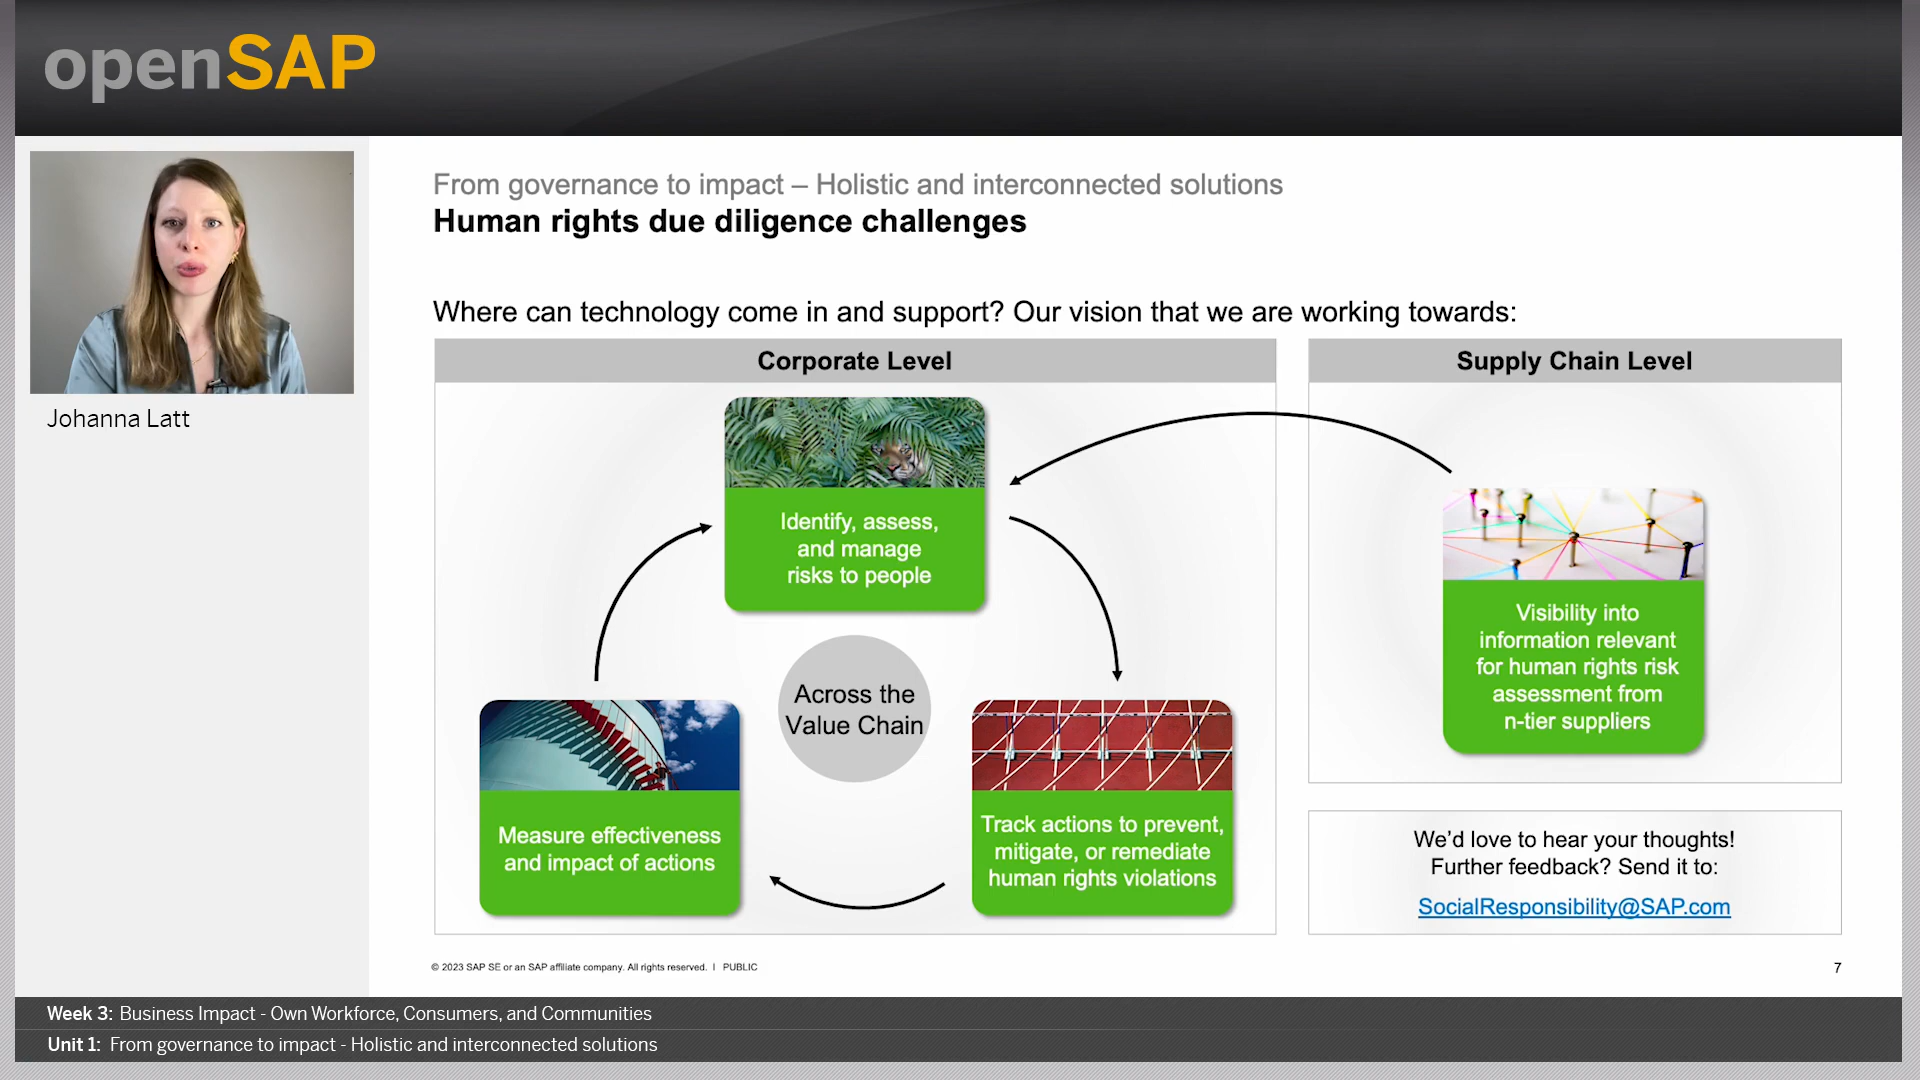 openSAP
Johanna Latt
From governance to impact – Holistic and interconnected solutions
Human rights due diligence challenges
Where can technology come in and support? Our vision that we are working towards:
Corporate Level
Identify, assess,
and manage
risks to people
Across the
Value Chain
Measure effectiveness
and impact of actions
Track actions to prevent,
mitigate, or remediate
human rights violations
Supply Chain Level
Visibility into
information relevant
for human rights risk
assessment from
n-tier suppliers
We'd love to hear your thoughts!
Further feedback? Send it to:
SocialResponsibility@SAP.com
© 2023 SAP SE or an SAP affiliate company. All rights reserved. I PUBLIC
7
Week 3: Business Impact - Own Workforce, Consumers, and Communities
Unit 1: From governance to impact - Holistic and interconnected solutions